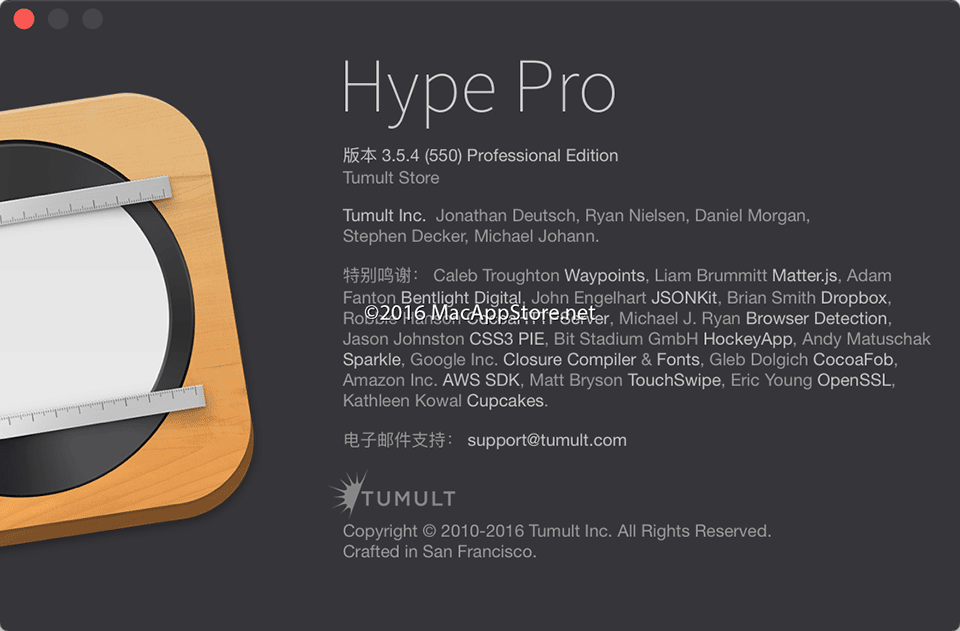 Hype Pro
版本 3.5.4 (550) Professional Edition
Tumult Store
Tumult Inc. Jonathan Deutsch, Ryan Nielsen, Daniel Morgan,
Stephen Decker, Michael Johann.
特别鸣谢： Caleb Troughton Waypoints, Liam Brummitt Matter.js, Adam
Fanton Bentlight Digital, John Engelhart JSONKit, Brian Smith Dropbox,
©2016 MacAppStore.net
Robbie Hanson CocoaHTTPServer, Michael J. Ryan Browser Detection,
Jason Johnston CSS3 PIE, Bit Stadium GmbH HockeyApp, Andy Matuschak
Sparkle, Google Inc. Closure Compiler & Fonts, Gleb Dolgich CocoaFob,
Amazon Inc. AWS SDK, Matt Bryson TouchSwipe, Eric Young OpenSSL,
Kathleen Kowal Cupcakes.
电子邮件支持： support@tumult.com
TUMULT
Copyright © 2010-2016 Tumult Inc. All Rights Reserved.
Crafted in San Francisco.